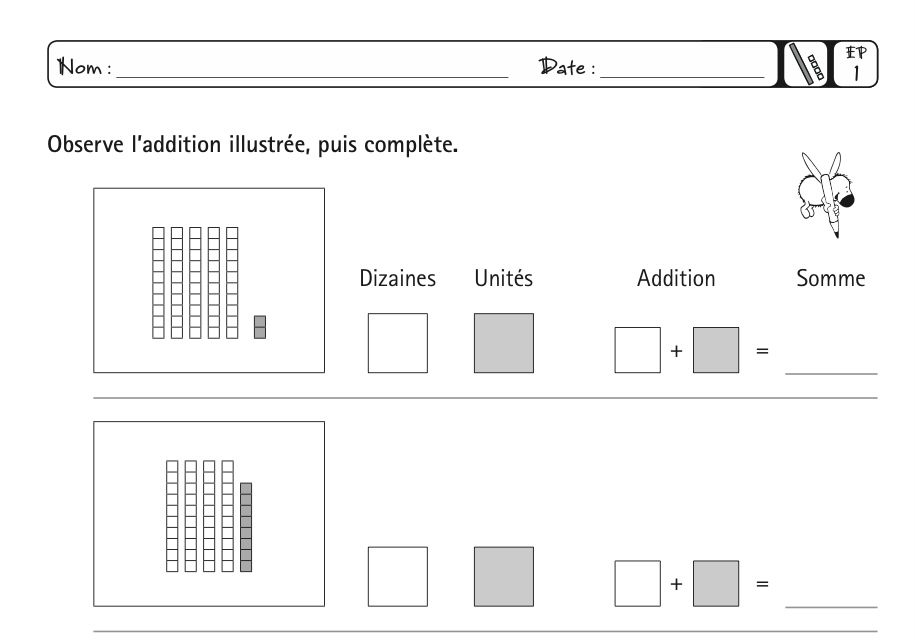 Nom : Date : EP
1
Observe l'addition illustrée, puis complète.
Dizaines Unités Addition Somme
+ =
+ =